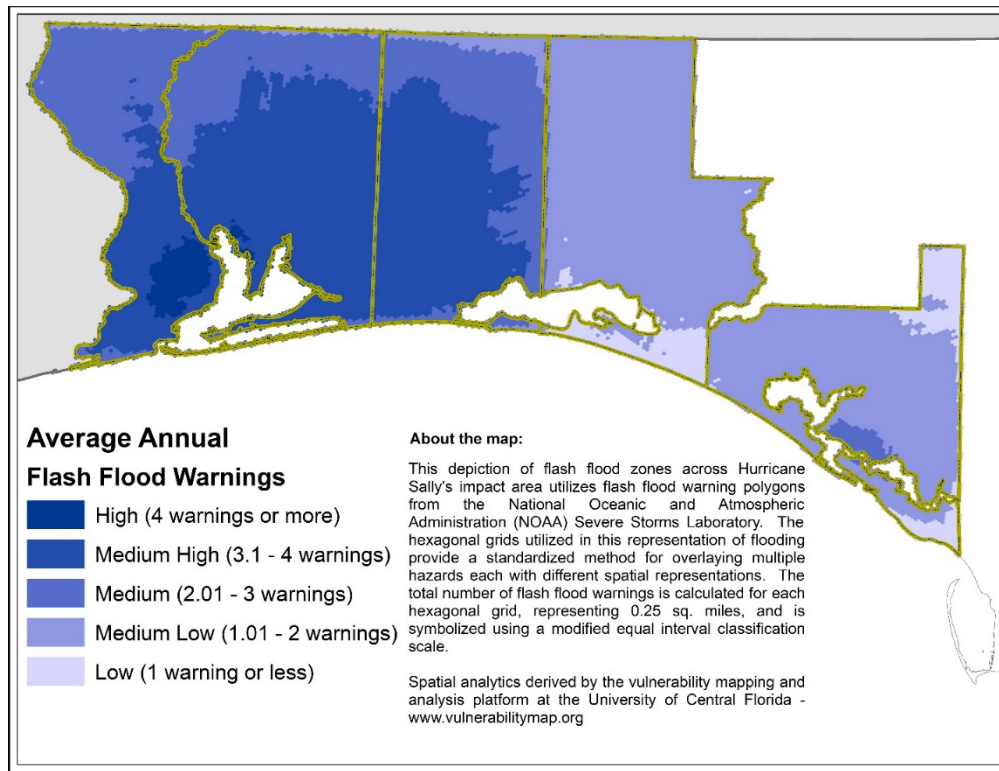 Average Annual
Flash Flood Warnings
High (4 warnings or more)
Medium High (3.1 - 4 warnings)
Medium (2.01 - 3 warnings)
Medium Low (1.01 - 2 warnings)
Low (1 warning or less)
About the map:
This depiction of flash flood zones across Hurricane
Sally's impact area utilizes flash flood warning polygons
from the National Oceanic and Atmospheric
Administration (NOAA) Severe Storms Laboratory. The
hexagonal grids utilized in this representation of flooding
provide a standardized method for overlaying multiple
hazards each with different spatial representations. The
total number of flash flood warnings is calculated for each
hexagonal grid, representing 0.25 sq. miles, and is
symbolized using a modified equal interval classification
scale.
Spatial analytics derived by the vulnerability mapping and
analysis platform at the University of Central Florida -
www.vulnerabilitymap.org